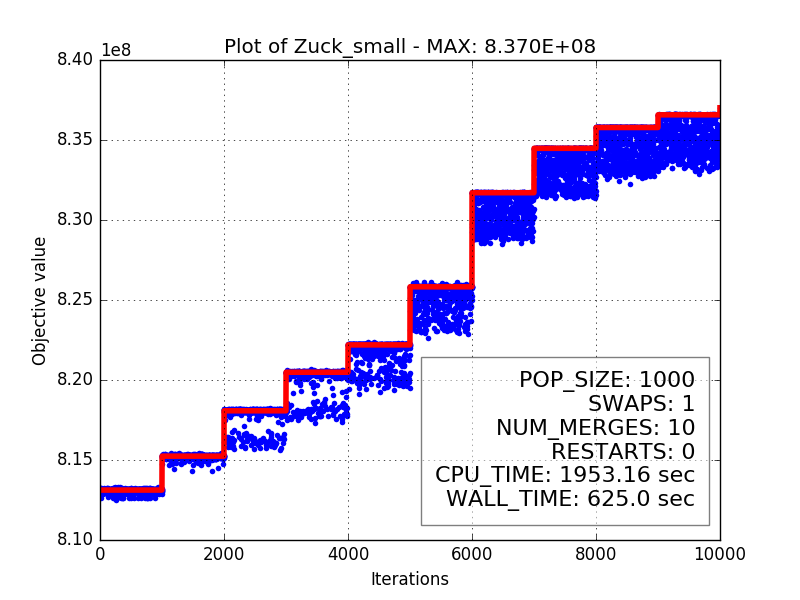 Plot of Zuck_small - MAX: 8.370E+08
1e8
8.40
8.35
8.30
8.25
8.20
8.15
8.10
Objective value
POP_SIZE: 1000
SWAPS: 1
NUM_MERGES: 10
RESTARTS: 0
CPU_TIME: 1953.16 sec
WALL_TIME: 625.0 sec
0 2000 4000 6000 8000 10000
Iterations